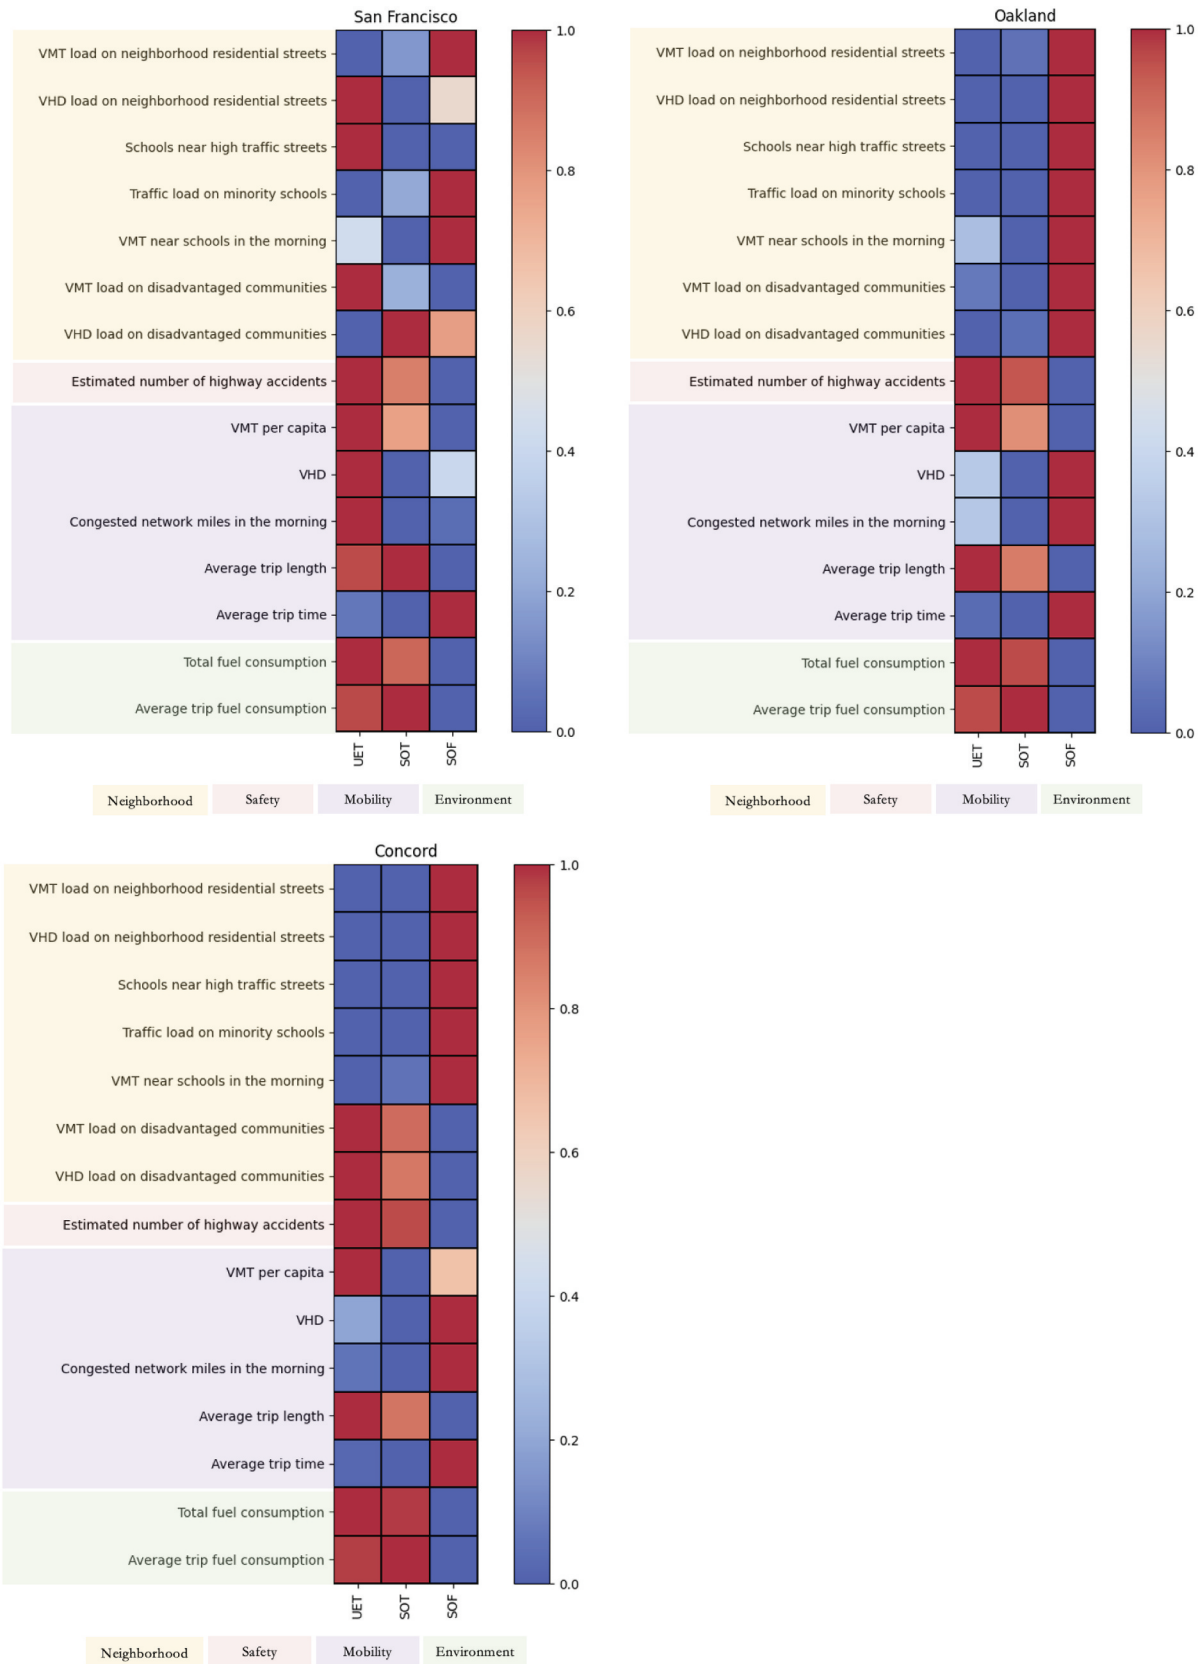 San Francisco
VMT load on neighborhood residential streets
VHD load on neighborhood residential streets
Schools near high traffic streets
Traffic load on minority schools
VMT near schools in the morning
VMT load on disadvantaged communities
VHD load on disadvantaged communities
Estimated number of highway accidents
VMT per capita
VHD
Congested network miles in the morning
Average trip length
Average trip time
Total fuel consumption
Average trip fuel consumption
UET SOT SOF
1.0
0.8
0.6
0.4
0.2
0.0
Neighborhood Safety Mobility Environment
Oakland
VMT load on neighborhood residential streets
VHD load on neighborhood residential streets
Schools near high traffic streets
Traffic load on minority schools
VMT near schools in the morning
VMT load on disadvantaged communities
VHD load on disadvantaged communities
Estimated number of highway accidents
VMT per capita
VHD
Congested network miles in the morning
Average trip length
Average trip time
Total fuel consumption
Average trip fuel consumption
UET SOT SOF
1.0
0.8
0.6
0.4
0.2
0.0
Neighborhood Safety Mobility Environment
Concord
VMT load on neighborhood residential streets
VHD load on neighborhood residential streets
Schools near high traffic streets
Traffic load on minority schools
VMT near schools in the morning
VMT load on disadvantaged communities
VHD load on disadvantaged communities
Estimated number of highway accidents
VMT per capita
VHD
Congested network miles in the morning
Average trip length
Average trip time
Total fuel consumption
Average trip fuel consumption
UET SOT SOF
1.0
0.8
0.6
0.4
0.2
0.0
Neighborhood Safety Mobility Environment